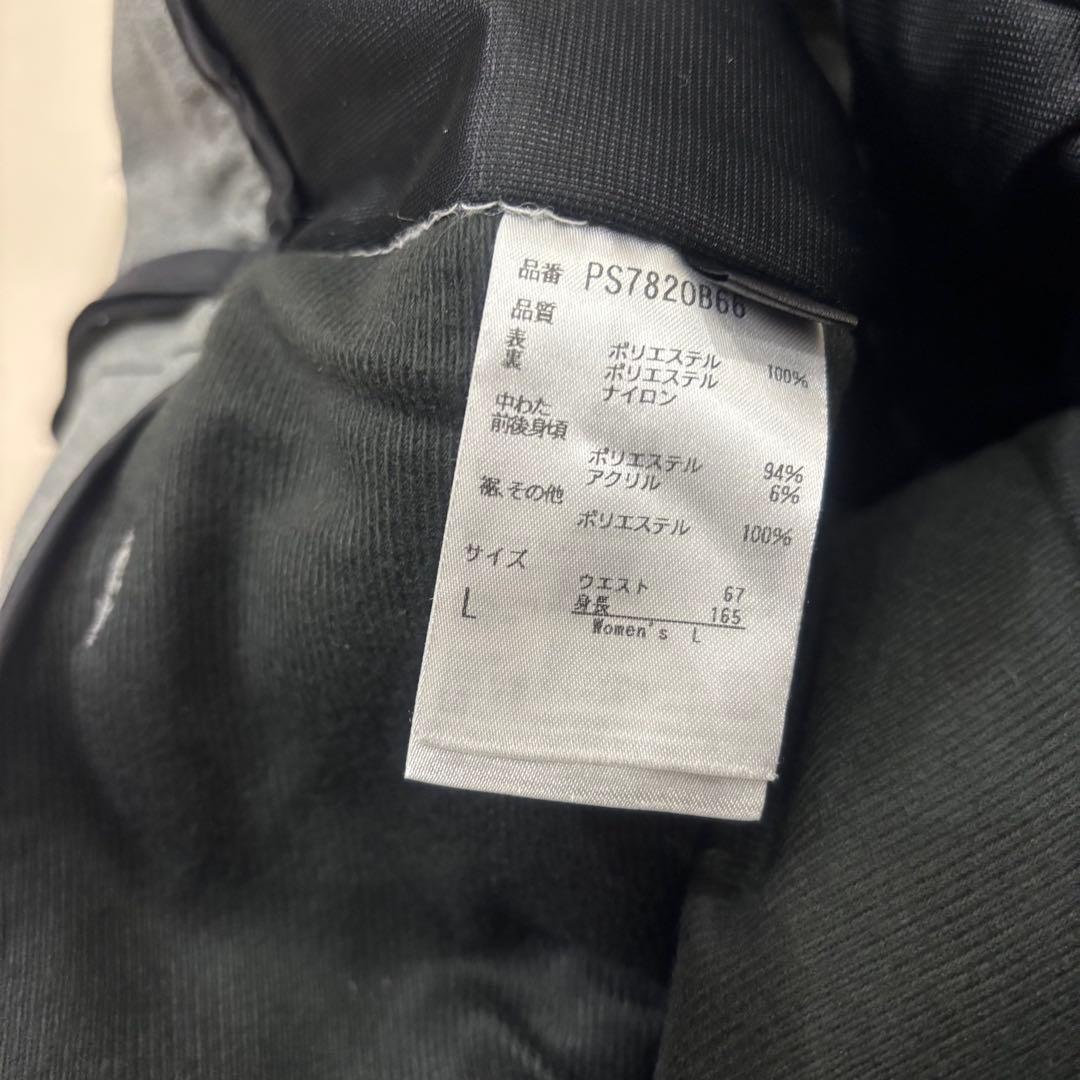 品番 PS7820B66
品質
表 ポリエステル 100%
裏 ポリエステル
ナイロン
中わた
前後身頃
ポリエステル 94%
アクリル 6%
裾、その他
ポリエステル 100%
サイズ
L
ウエスト 67
身長 165
Women's L